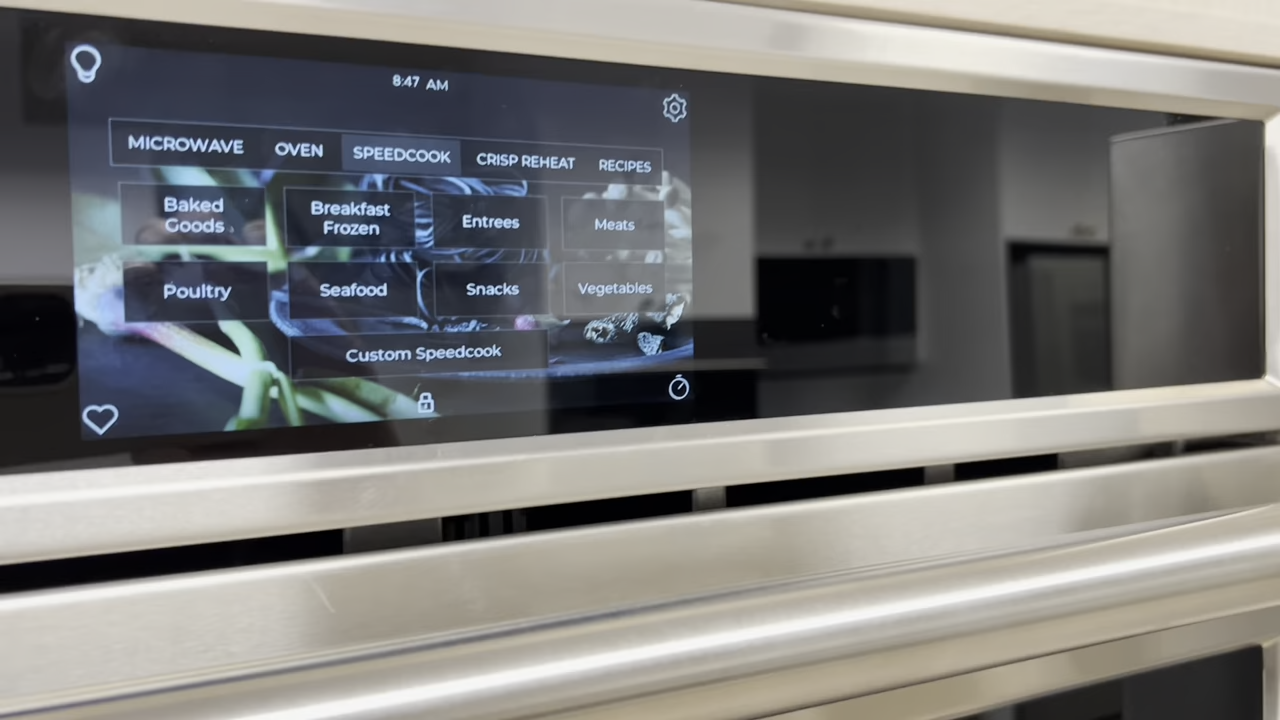 8:47 AM
MICROWAVE OVEN SPEEDCOOK CRISP REHEAT RECIPES
Baked
Goods
Breakfast
Frozen
Entrees
Meats
Poultry
Seafood
Snacks
Vegetables
Custom Speedcook